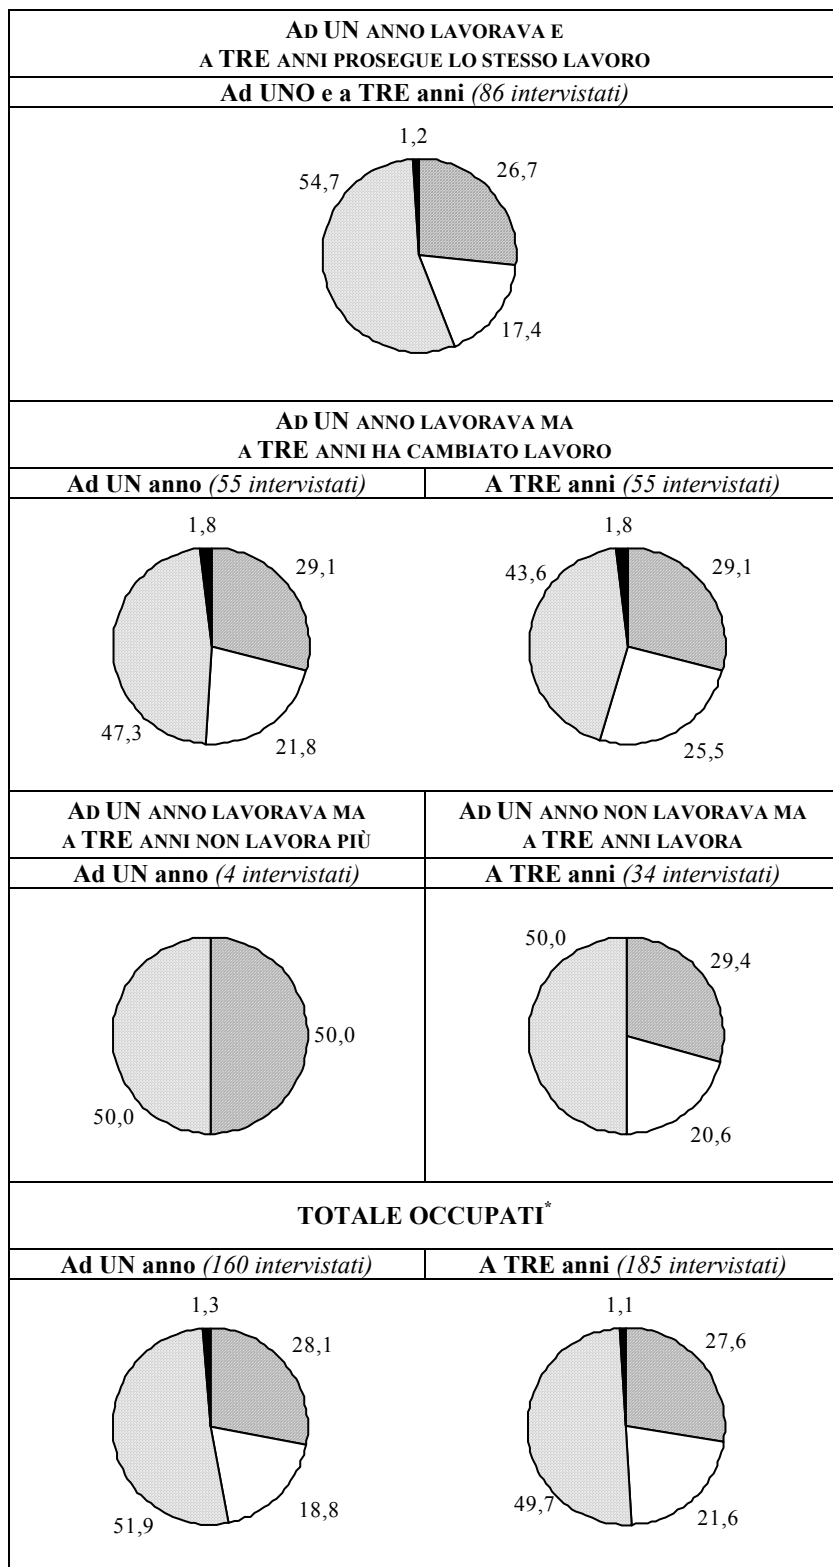 AD UN ANNO LAVORAVA E
A TRE ANNI PROSEGUE LO STESSO LAVORO
Ad UNO e a TRE anni (86 intervistati)
1,2
54,7
26,7
17,4
AD UN ANNO LAVORAVA MA
A TRE ANNI HA CAMBIATO LAVORO
Ad UN anno (55 intervistati)
A TRE anni (55 intervistati)
1,8
29,1
47,3
21,8
1,8
43,6
29,1
25,5
AD UN ANNO LAVORAVA MA
A TRE ANNI NON LAVORA PIÙ
AD UN ANNO NON LAVORAVA MA
A TRE ANNI LAVORA
Ad UN anno (4 intervistati)
A TRE anni (34 intervistati)
50,0
50,0
50,0
29,4
20,6
TOTALE OCCUPATI*
Ad UN anno (160 intervistati)
A TRE anni (185 intervistati)
1,3
28,1
51,9
18,8
1,1
27,6
49,7
21,6